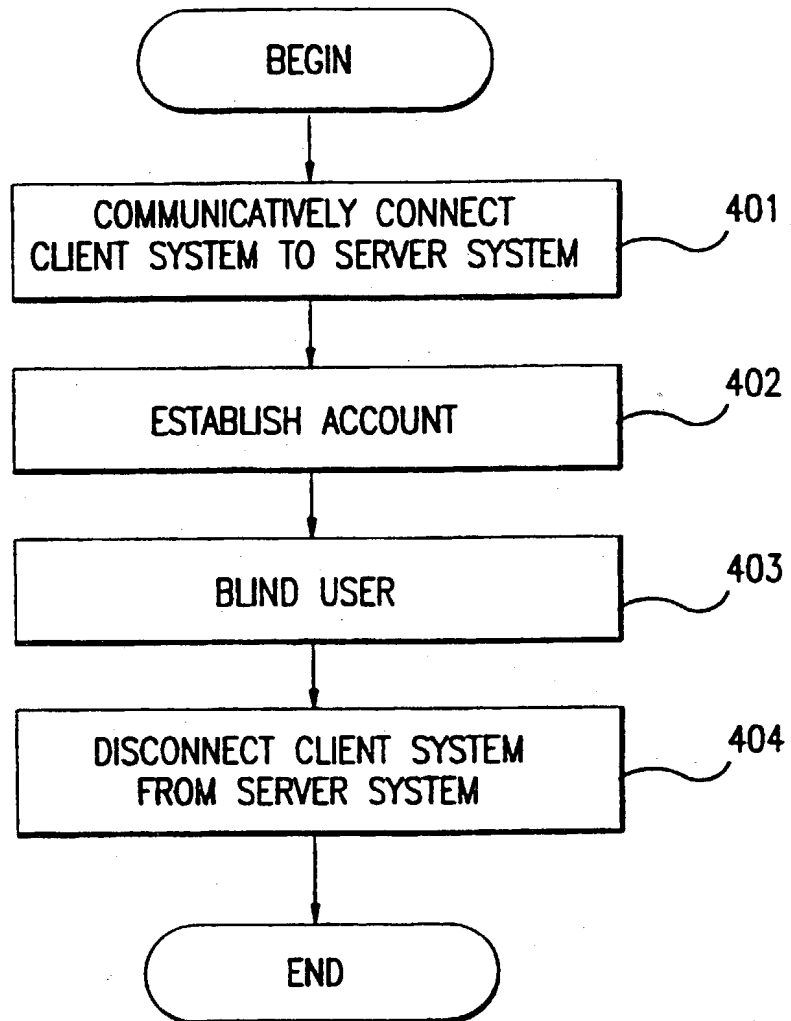 BEGIN
COMMUNICATIVELY CONNECT
CLIENT SYSTEM TO SERVER SYSTEM
401
ESTABLISH ACCOUNT
402
BLIND USER
403
DISCONNECT CLIENT SYSTEM
FROM SERVER SYSTEM
404
END